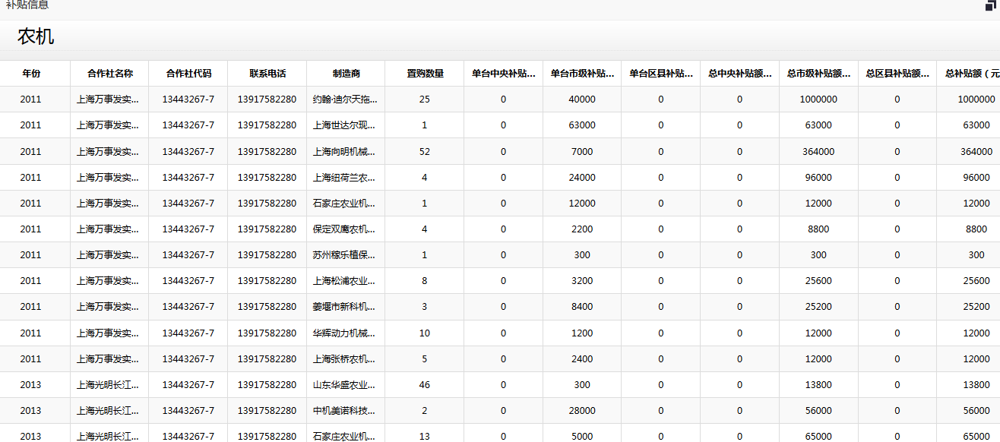 补贴信息
农机
年份 合作社名称 合作社代码 联系电话 制造商 置购数量 单台中央补贴... 单台市级补贴... 单台区县补贴... 总中央补贴额... 总市级补贴额... 总区县补贴额... 总补贴额（元
2011 上海万事发实... 13443267-7 13917582280 约翰·迪尔天拖... 25 0 40000 0 0 1000000 0 1000000
2011 上海万事发实... 13443267-7 13917582280 上海世达尔现... 1 0 63000 0 0 63000 0 63000
2011 上海万事发实... 13443267-7 13917582280 上海向明机械... 52 0 7000 0 0 364000 0 364000
2011 上海万事发实... 13443267-7 13917582280 上海纽荷兰农... 4 0 24000 0 0 96000 0 96000
2011 上海万事发实... 13443267-7 13917582280 石家庄农业机... 1 0 12000 0 0 12000 0 12000
2011 上海万事发实... 13443267-7 13917582280 保定双鹰农机... 4 0 2200 0 0 8800 0 8800
2011 上海万事发实... 13443267-7 13917582280 苏州稼乐植保... 1 0 300 0 0 300 0 300
2011 上海万事发实... 13443267-7 13917582280 上海松浦农业... 8 0 3200 0 0 25600 0 25600
2011 上海万事发实... 13443267-7 13917582280 姜堰市新科机... 3 0 8400 0 0 25200 0 25200
2011 上海万事发实... 13443267-7 13917582280 华辉动力机械... 10 0 1200 0 0 12000 0 12000
2011 上海万事发实... 13443267-7 13917582280 上海张桥农机... 5 0 2400 0 0 12000 0 12000
2013 上海光明长江... 13443267-7 13917582280 山东华盛农业... 46 0 300 0 0 13800 0 13800
2013 上海光明长江... 13443267-7 13917582280 中机美诺科技... 2 0 28000 0 0 56000 0 56000
2013 上海光明长江... 13443267-7 13917582280 石家庄农业机... 13 0 5000 0 0 65000 0 65000